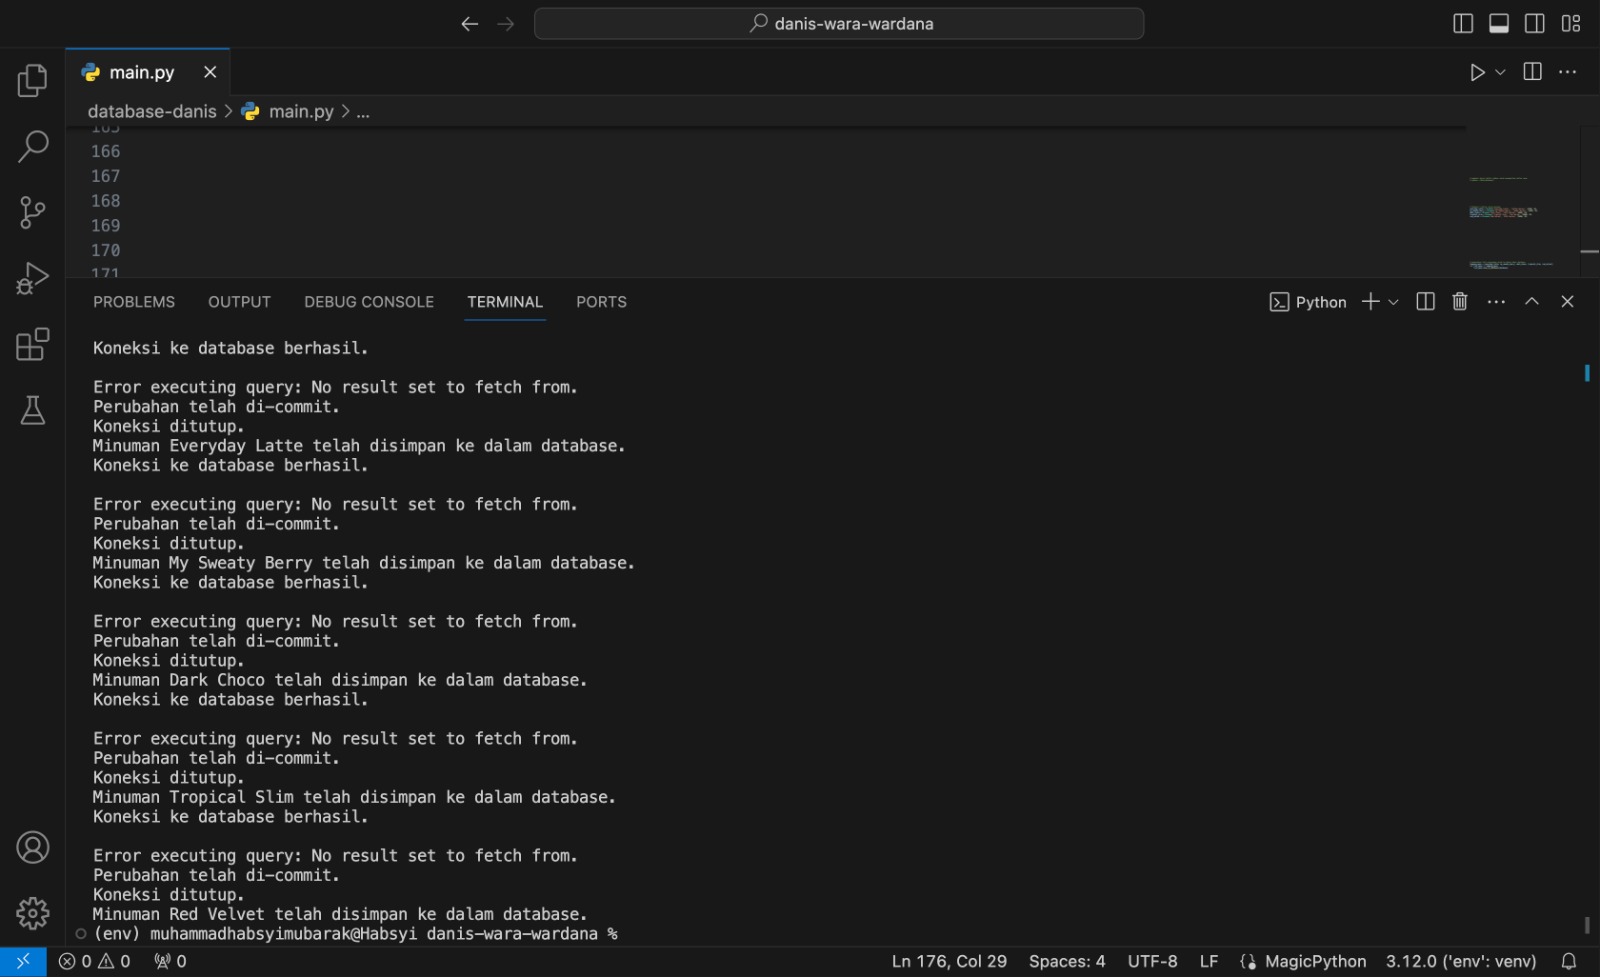 danis-wara-wardana
main.py
database-danis > main.py > ...
165
166
167
168
169
170
171
PROBLEMS OUTPUT DEBUG CONSOLE TERMINAL PORTS
Python
Koneksi ke database berhasil.
Error executing query: No result set to fetch from.
Perubahan telah di-commit.
Koneksi ditutup.
Minuman Everyday Latte telah disimpan ke dalam database.
Koneksi ke database berhasil.
Error executing query: No result set to fetch from.
Perubahan telah di-commit.
Koneksi ditutup.
Minuman My Sweaty Berry telah disimpan ke dalam database.
Koneksi ke database berhasil.
Error executing query: No result set to fetch from.
Perubahan telah di-commit.
Koneksi ditutup.
Minuman Dark Choco telah disimpan ke dalam database.
Koneksi ke database berhasil.
Error executing query: No result set to fetch from.
Perubahan telah di-commit.
Koneksi ditutup.
Minuman Tropical Slim telah disimpan ke dalam database.
Koneksi ke database berhasil.
Error executing query: No result set to fetch from.
Perubahan telah di-commit.
Koneksi ditutup.
Minuman Red Velvet telah disimpan ke dalam database.
(env) muhammadhabsyimubarak@Habsyi danis-wara-wardana %
0 0 0 Ln 176, Col 29 Spaces: 4 UTF-8 LF MagicPython 3.12.0 ('env': venv)